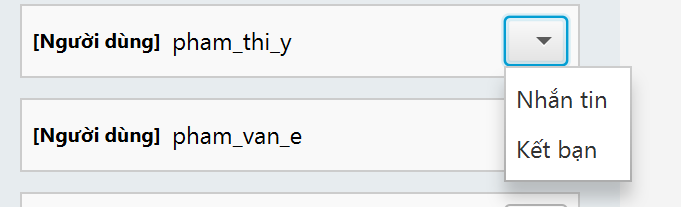 [Người dùng] pham_thi_y
Nhắn tin
Kết bạn
[Người dùng] pham_van_e